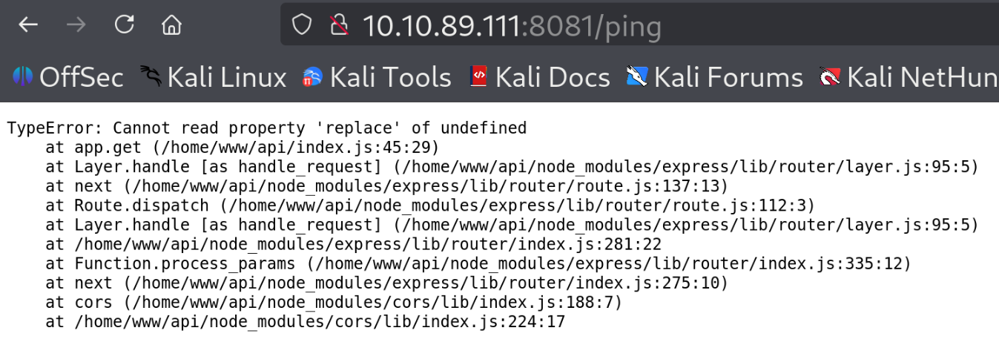 10.10.89.111:8081/ping
OffSec Kali Linux Kali Tools Kali Docs Kali Forums Kali NetHun
TypeError: Cannot read property 'replace' of undefined
    at app.get (/home/www/api/index.js:45:29)
    at Layer.handle [as handle_request] (/home/www/api/node_modules/express/lib/router/layer.js:95:5)
    at next (/home/www/api/node_modules/express/lib/router/route.js:137:13)
    at Route.dispatch (/home/www/api/node_modules/express/lib/router/route.js:112:3)
    at Layer.handle [as handle_request] (/home/www/api/node_modules/express/lib/router/layer.js:95:5)
    at /home/www/api/node_modules/express/lib/router/index.js:281:22
    at Function.process_params (/home/www/api/node_modules/express/lib/router/index.js:335:12)
    at next (/home/www/api/node_modules/express/lib/router/index.js:275:10)
    at cors (/home/www/api/node_modules/cors/lib/index.js:188:7)
    at /home/www/api/node_modules/cors/lib/index.js:224:17